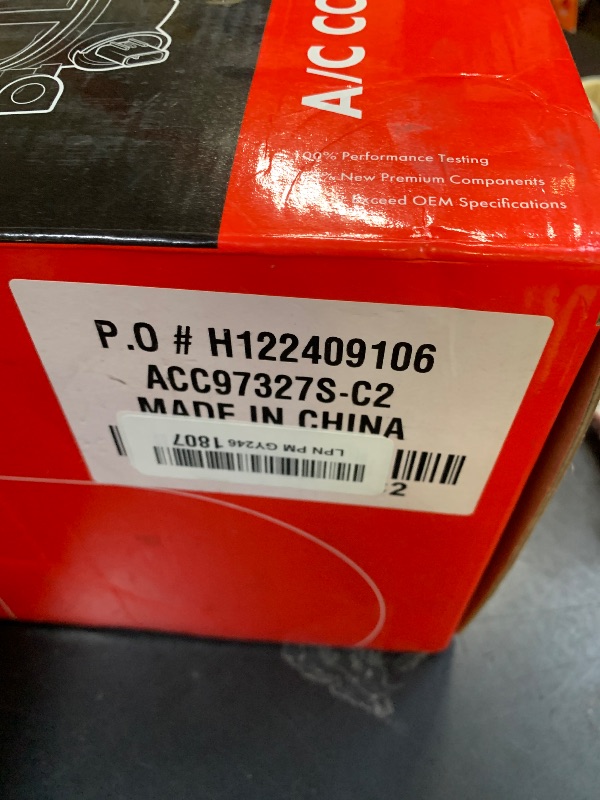 A/C CO
100% Performance Testing
New Premium Components
Exceed OEM Specifications
P.O # H122409106
ACC97327S-C2
MADE IN CHINA
LPN PM GY246 1807
2